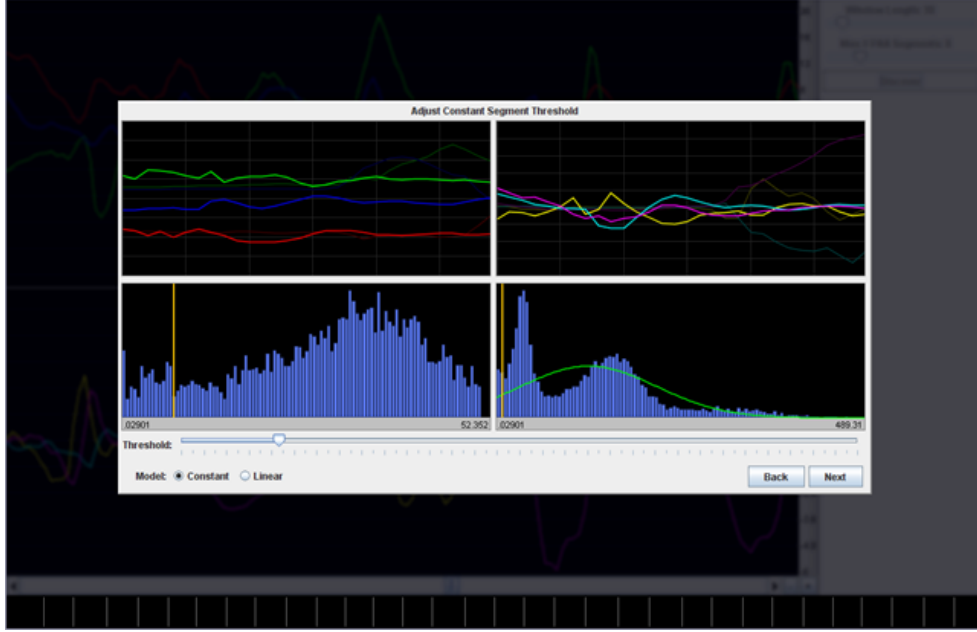 Adjust Constant Segment Threshold
.02901 52.352 .02901 489.31
Threshold:
Model: Constant Linear Back Next